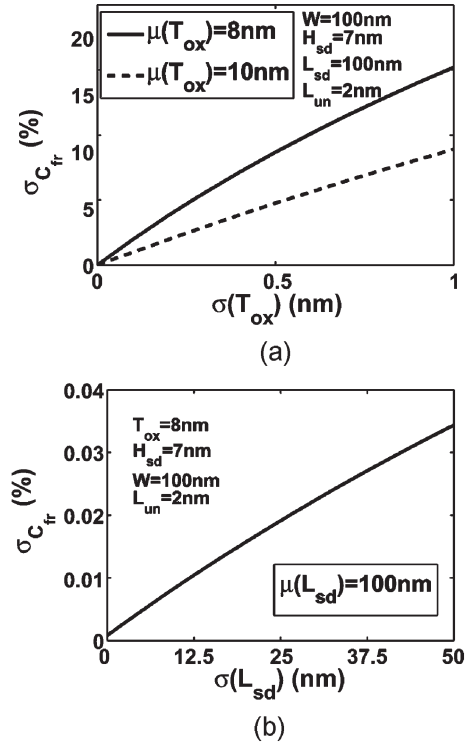 20
15
10
5
0
σC_fr (%)
μ(T_ox)=8nm
μ(T_ox)=10nm
W=100nm
H_sd=7nm
L_sd=100nm
L_un=2nm
0 0.5 1
σ(T_ox) (nm)
(a)
0.04
0.03
0.02
0.01
0
σC_fr (%)
T_ox=8nm
H_sd=7nm
W=100nm
L_un=2nm
μ(L_sd)=100nm
0 12.5 25 37.5 50
σ(L_sd) (nm)
(b)